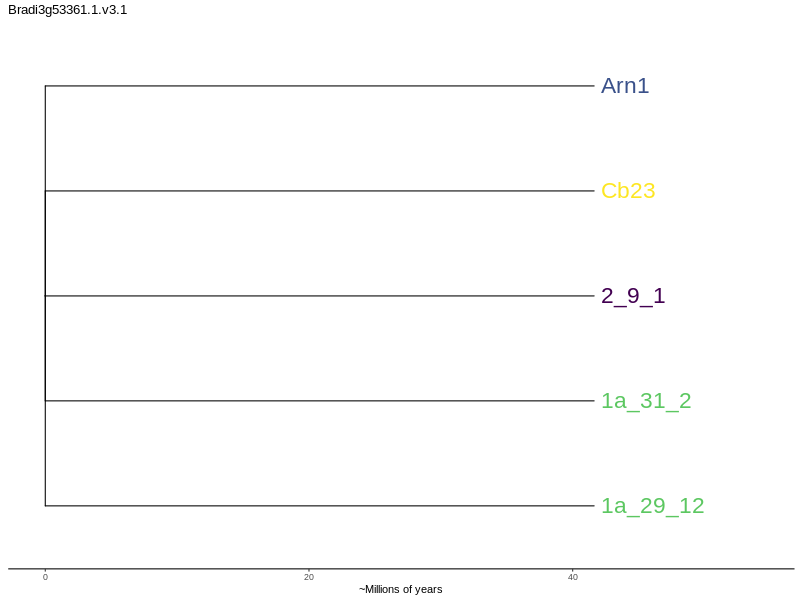 Bradi3g53361.1.v3.1
Arn1
Cb23
2_9_1
1a_31_2
1a_29_12
0 20 40
~Millions of years